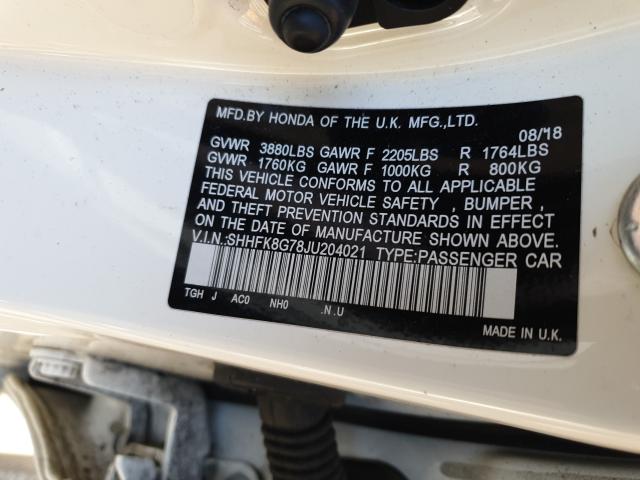 MFD.BY HONDA OF THE U.K. MFG.,LTD.
08/'18
GVWR 3880LBS GAWR F 2205LBS R 1764LBS
GVWR 1760KG GAWR F 1000KG R 800KG
THIS VEHICLE CONFORMS TO ALL APPLICABLE
FEDERAL MOTOR VEHICLE SAFETY , BUMPER ,
AND THEFT PREVENTION STANDARDS IN EFFECT
ON THE DATE OF MANUFACTURE SHOWN ABOVE.
V.I.N.:SHHFK8G78JU204021 TYPE:PASSENGER CAR
TGH J AC0 NH0 .N.U
MADE IN U.K.